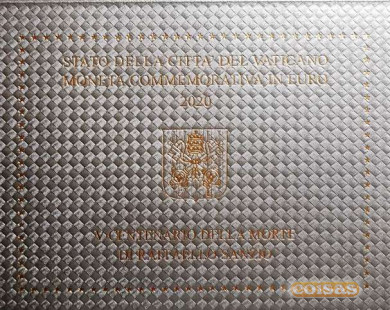 STATO DELLA CITTA' DEL VATICANO
MONETA COMMEMORATIVA IN EURO
2020
V CENTENARIO DELLA MORTE
DI RAFFAELLO SANZIO
coisas